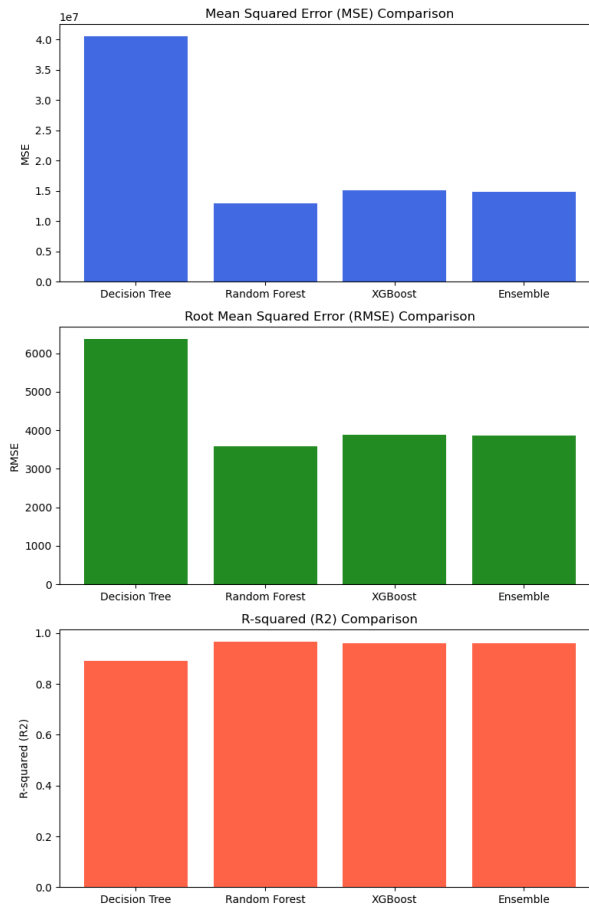 Mean Squared Error (MSE) Comparison
1e7
4.0
3.5
3.0
2.5
2.0
1.5
1.0
0.5
0.0
MSE
Decision Tree Random Forest XGBoost Ensemble
Root Mean Squared Error (RMSE) Comparison
6000
5000
4000
3000
2000
1000
0
RMSE
Decision Tree Random Forest XGBoost Ensemble
R-squared (R2) Comparison
1.0
0.8
0.6
0.4
0.2
0.0
R-squared (R2)
Decision Tree Random Forest XGBoost Ensemble